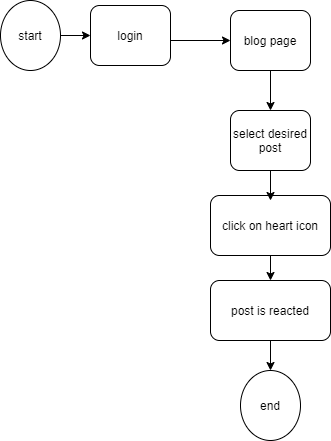 start
login
blog page
select desired
post
click on heart icon
post is reacted
end